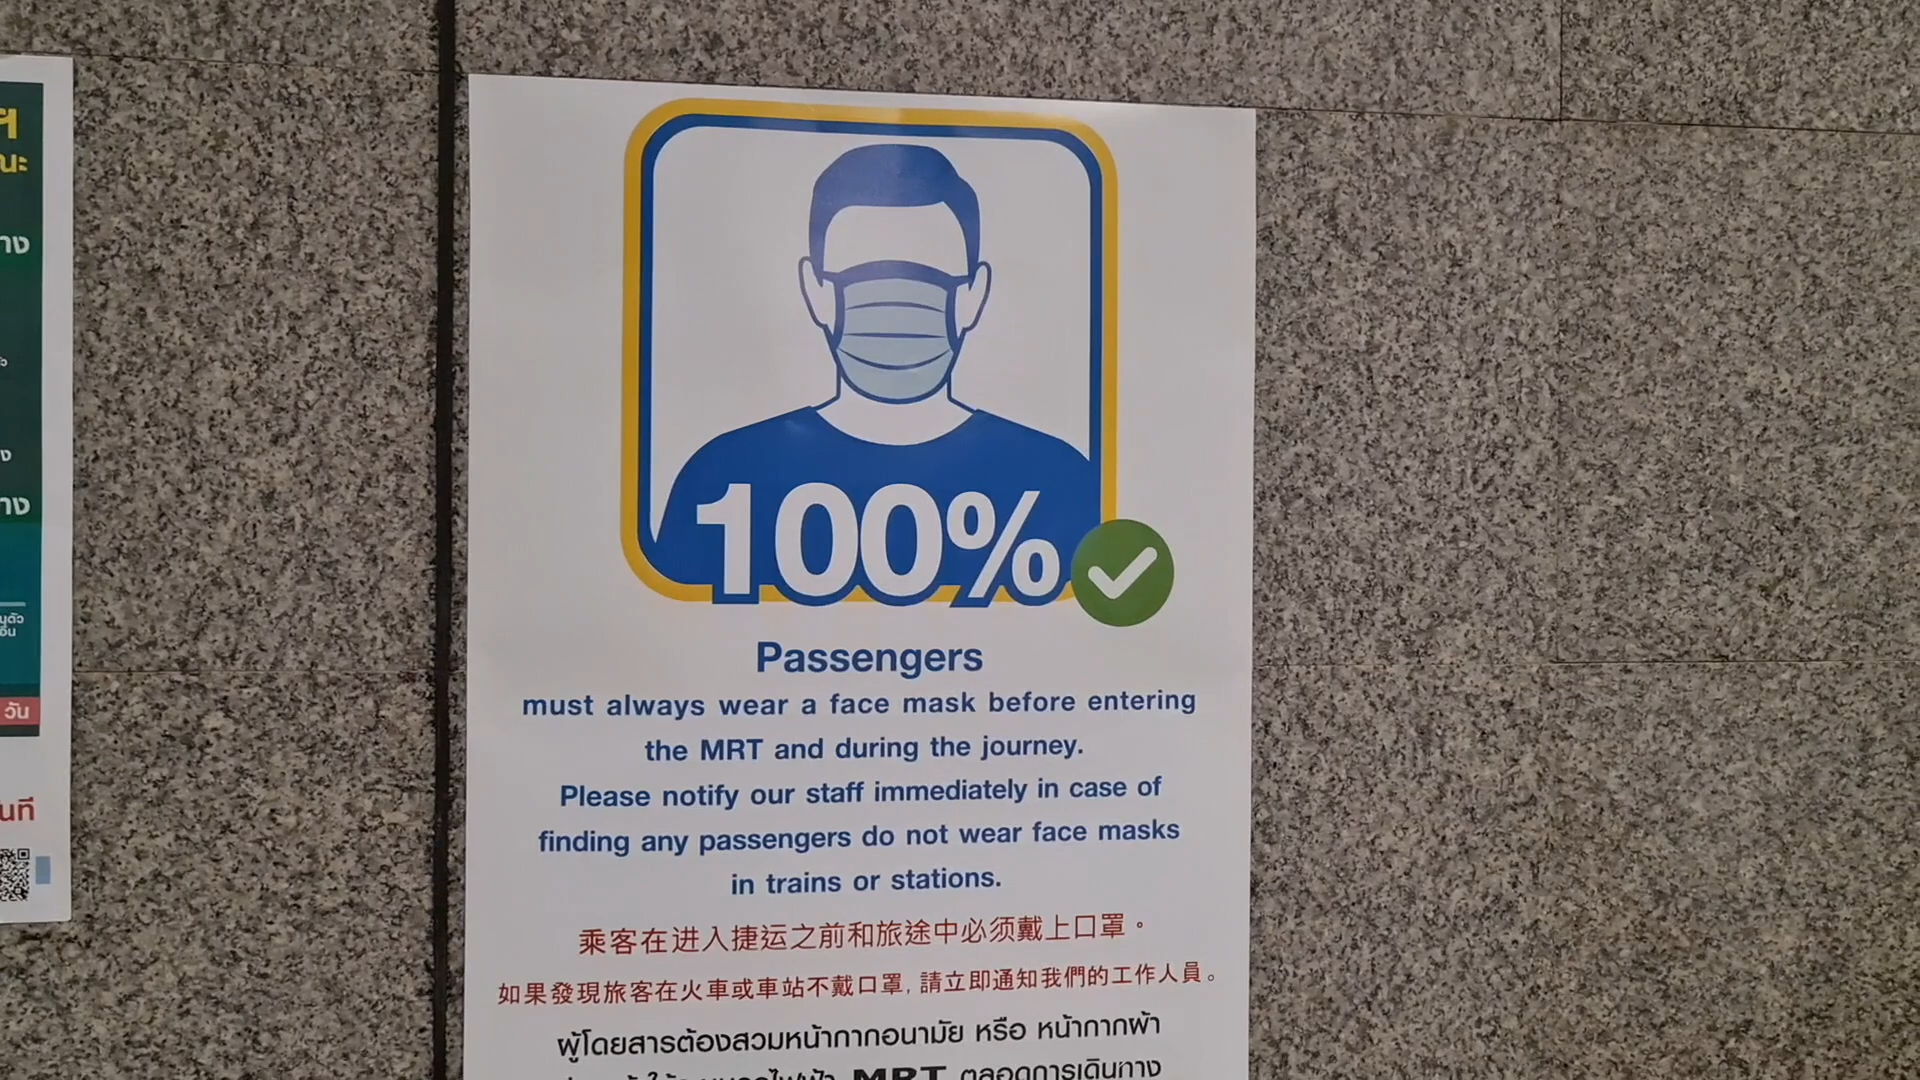 100%
Passengers
must always wear a face mask before entering
the MRT and during the journey.
Please notify our staff immediately in case of
finding any passengers do not wear face masks
in trains or stations.
乘客在进入捷运之前和旅途中必须戴上口罩。
如果發現旅客在火車或車站不戴口罩, 請立即通知我們的工作人員。
ผู้โดยสารต้องสวมหน้ากากอนามัย หรือ หน้ากากผ้า
MRT ตลอดการเดินทาง
วัน